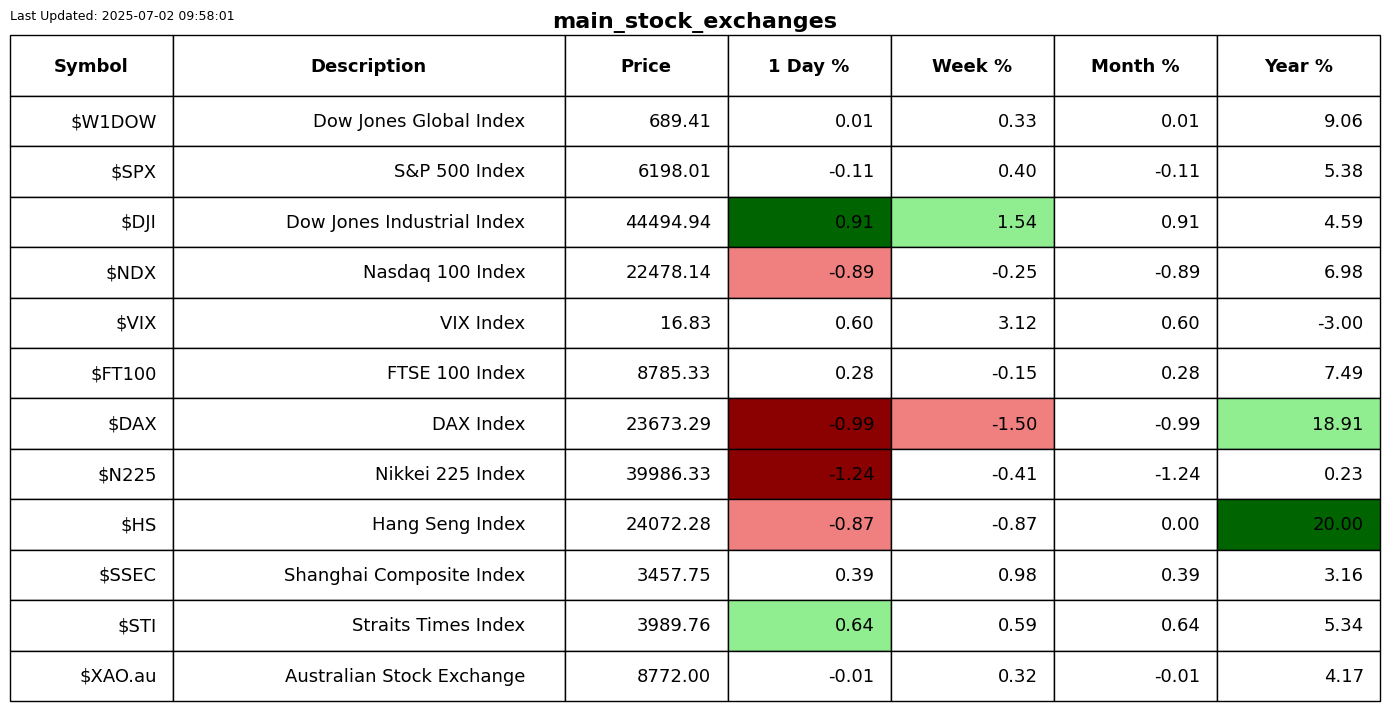 Last Updated: 2025-07-02 09:58:01
main_stock_exchanges
Symbol Description Price 1 Day % Week % Month % Year %
$W1DOW Dow Jones Global Index 689.41 0.01 0.33 0.01 9.06
$SPX S&P 500 Index 6198.01 -0.11 0.40 -0.11 5.38
$DJI Dow Jones Industrial Index 44494.94 0.91 1.54 0.91 4.59
$NDX Nasdaq 100 Index 22478.14 -0.89 -0.25 -0.89 6.98
$VIX VIX Index 16.83 0.60 3.12 0.60 -3.00
$FT100 FTSE 100 Index 8785.33 0.28 -0.15 0.28 7.49
$DAX DAX Index 23673.29 -0.99 -1.50 -0.99 18.91
$N225 Nikkei 225 Index 39986.33 -1.24 -0.41 -1.24 0.23
$HS Hang Seng Index 24072.28 -0.87 -0.87 0.00 20.00
$SSEC Shanghai Composite Index 3457.75 0.39 0.98 0.39 3.16
$STI Straits Times Index 3989.76 0.64 0.59 0.64 5.34
$XAO.au Australian Stock Exchange 8772.00 -0.01 0.32 -0.01 4.17